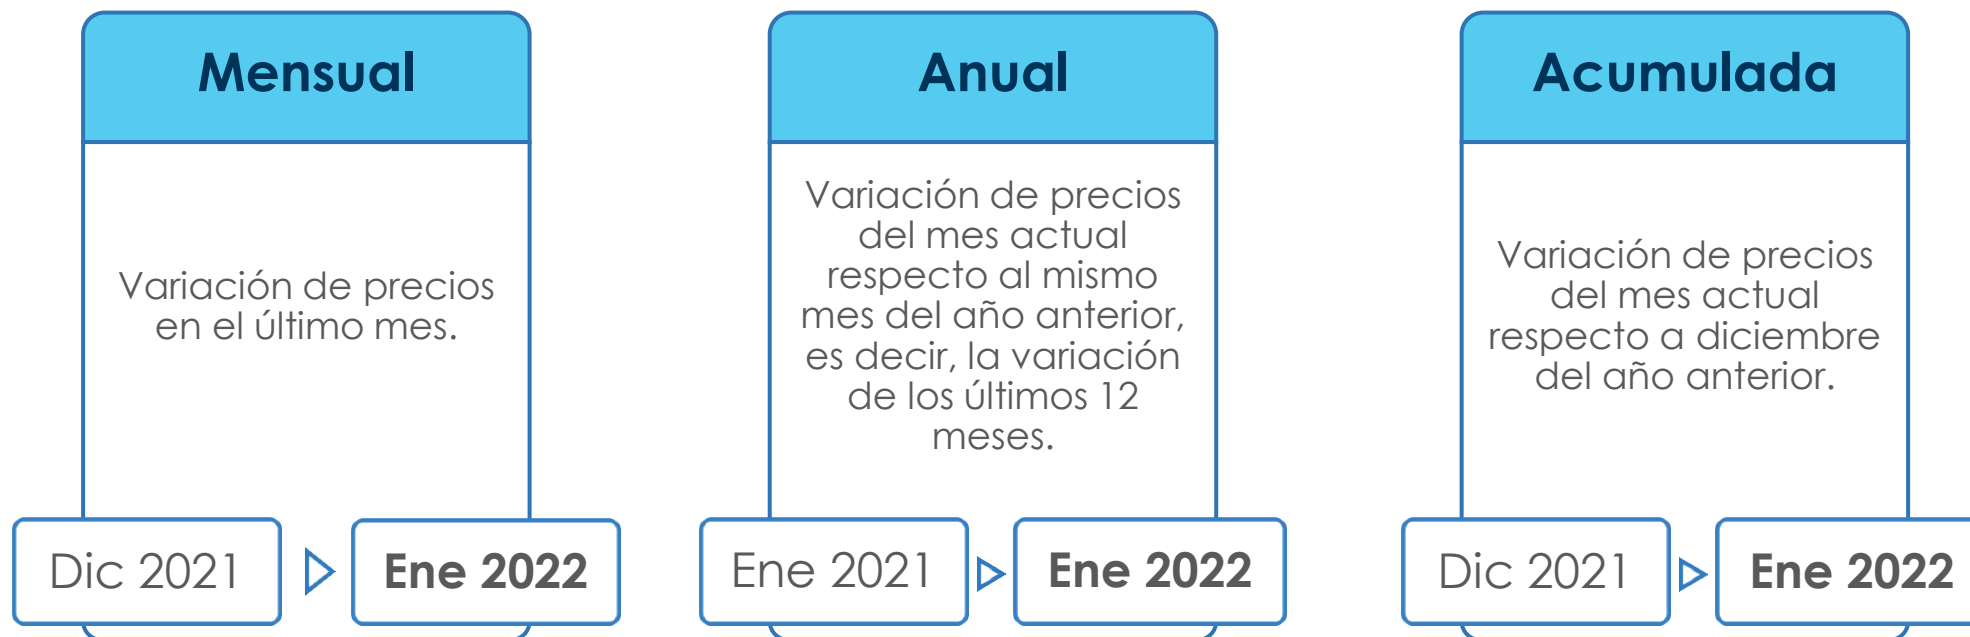 Mensual
Variación de precios
en el último mes.
Dic 2021
Ene 2022
Anual
Variación de precios
del mes actual
respecto al mismo
mes del año anterior,
es decir, la variación
de los últimos 12
meses.
Ene 2021
Ene 2022
Acumulada
Variación de precios
del mes actual
respecto a diciembre
del año anterior.
Dic 2021
Ene 2022